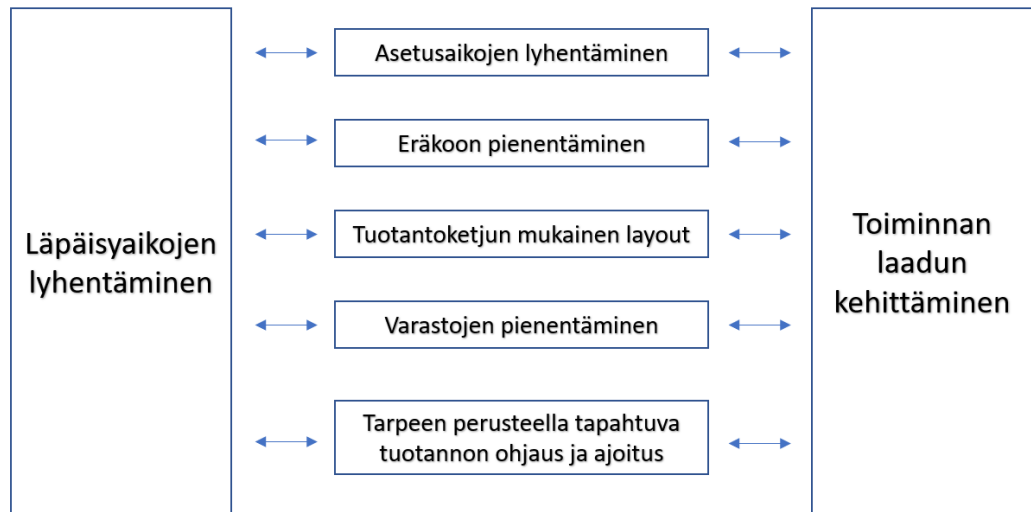 Läpäisyaikojen
lyhentäminen
Asetusaikojen lyhentäminen
Eräkoon pienentäminen
Tuotantoketjun mukainen layout
Varastojen pienentäminen
Tarpeen perusteella tapahtuva
tuotannon ohjaus ja ajoitus
Toiminnan
laadun
kehittäminen